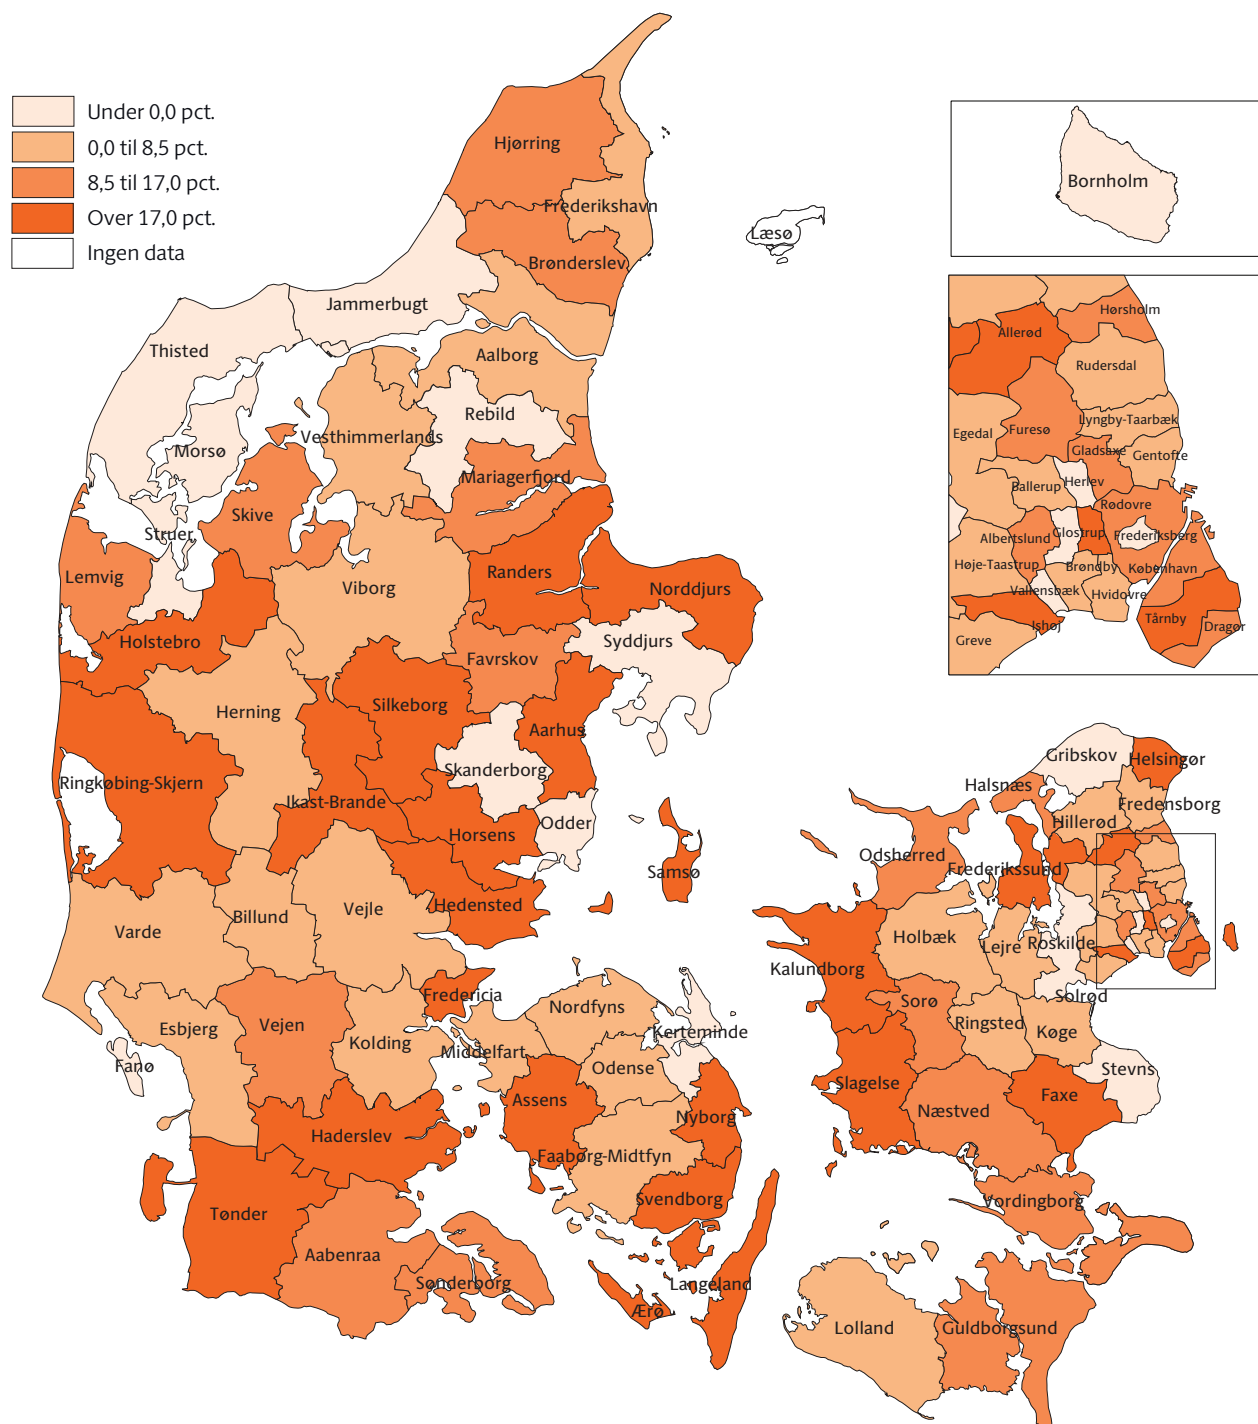 Under 0,0 pct.
0,0 til 8,5 pct.
8,5 til 17,0 pct.
Over 17,0 pct.
Ingen data
Hjørring
Frederikshavn
Læsø
Brønderslev
Jammerbugt
Thisted
Aalborg
Rebild
Vesthimmerlands
Morsø
Mariagerfjord
Skive
Struer
Lemvig
Viborg
Randers
Norddjurs
Holstebro
Syddjurs
Favrskov
Silkeborg
Herning
Aarhus
Skanderborg
Ringkøbing-Skjern
Ikast-Brande
Odder
Horsens
Samsø
Hedensted
Vejle
Billund
Varde
Fredericia
Vejen
Esbjerg
Kolding
Fanø
Nordfyns
Kerteminde
Middelfart
Odense
Assens
Nyborg
Haderslev
Faaborg-Midtfyn
Svendborg
Tønder
Aabenraa
Sønderborg
Langeland
Ærø
Bornholm
Hørsholm
Allerød
Rudersdal
Lyngby-Taarbæk
Egedal
Furesø
Gladsaxe
Gentofte
Herlev
Ballerup
Rødovre
Glostrup
Frederiksberg
Albertslund
Høje-Taastrup
Brøndby
København
Vallensbæk
Hvidovre
Ishøj
Tårnby
Dragør
Greve
Gribskov
Helsingør
Halsnæs
Fredensborg
Hillerød
Odsherred
Frederikssund
Holbæk
Lejre
Roskilde
Kalundborg
Solrød
Sorø
Ringsted
Køge
Stevns
Slagelse
Næstved
Faxe
Vordingborg
Lolland
Guldborgsund